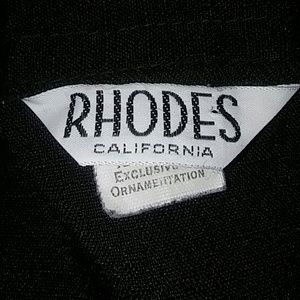 RHODES
CALIFORNIA
EXCLUSIVE
ORNAMENTATION